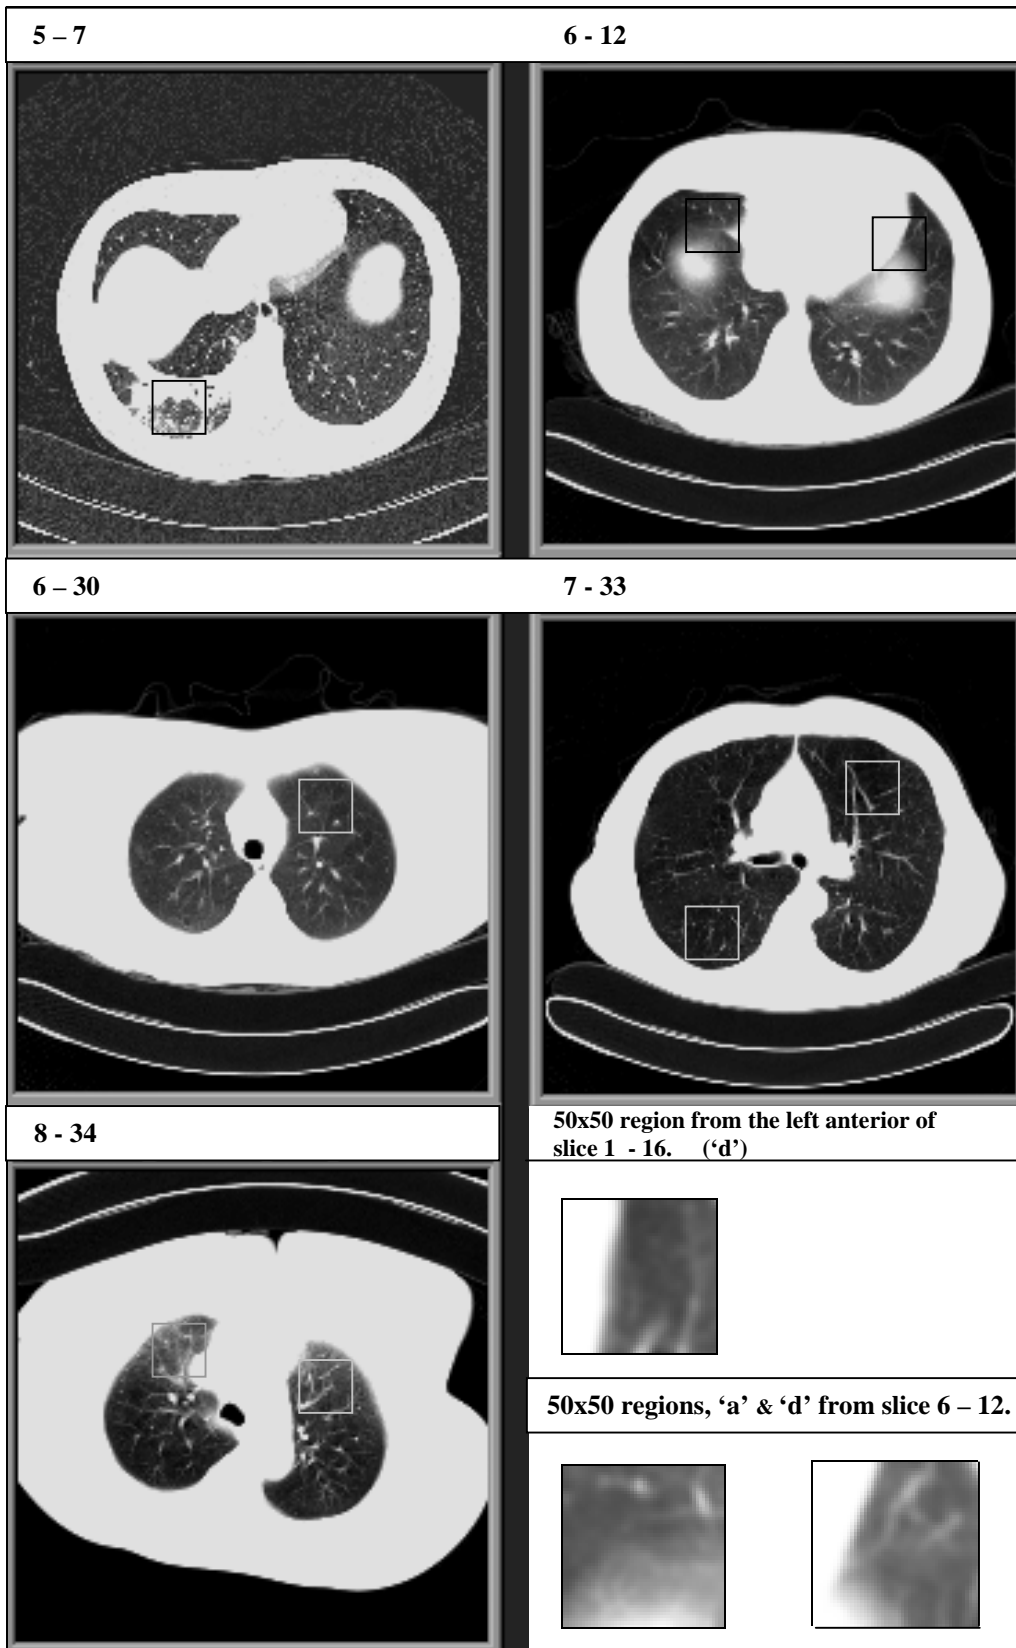 5 – 7
6 - 12
6 – 30
7 - 33
8 - 34
50x50 region from the left anterior of
slice 1 - 16. (‘d’)
50x50 regions, ‘a’ & ‘d’ from slice 6 – 12.